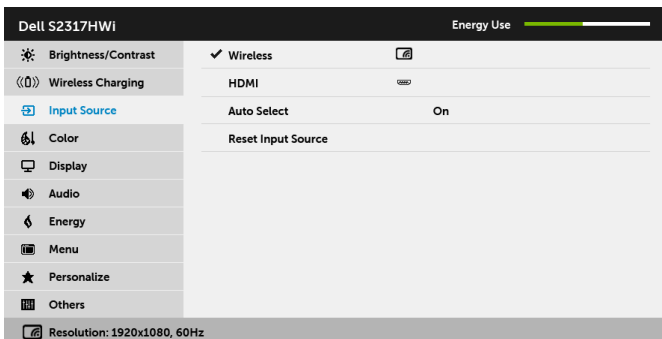 Dell S2317HWi Energy Use
Brightness/Contrast
Wireless Charging
Input Source
Color
Display
Audio
Energy
Menu
Personalize
Others
Wireless
HDMI
Auto Select On
Reset Input Source
Resolution: 1920x1080, 60Hz